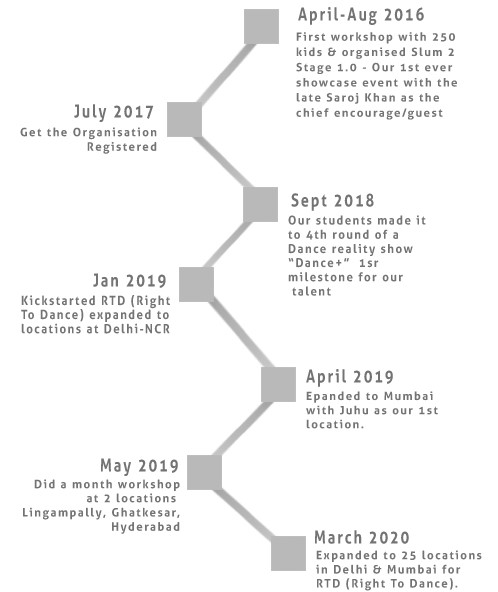 April-Aug 2016
First workshop with 250
kids & organised Slum 2
Stage 1.0 - Our 1st ever
showcase event with the
late Saroj Khan as the
chief encourage/guest
July 2017
Get the Organisation
Registered
Sept 2018
Our students made it
to 4th round of a
Dance reality show
“Dance+” 1sr
milestone for our
talent
Jan 2019
Kickstarted RTD (Right
To Dance) expanded to
locations at Delhi-NCR
April 2019
Epanded to Mumbai
with Juhu as our 1st
location.
May 2019
Did a month workshop
at 2 locations
Lingampally, Ghatkesar,
Hyderabad
March 2020
Expanded to 25 locations
in Delhi & Mumbai for
RTD (Right To Dance).